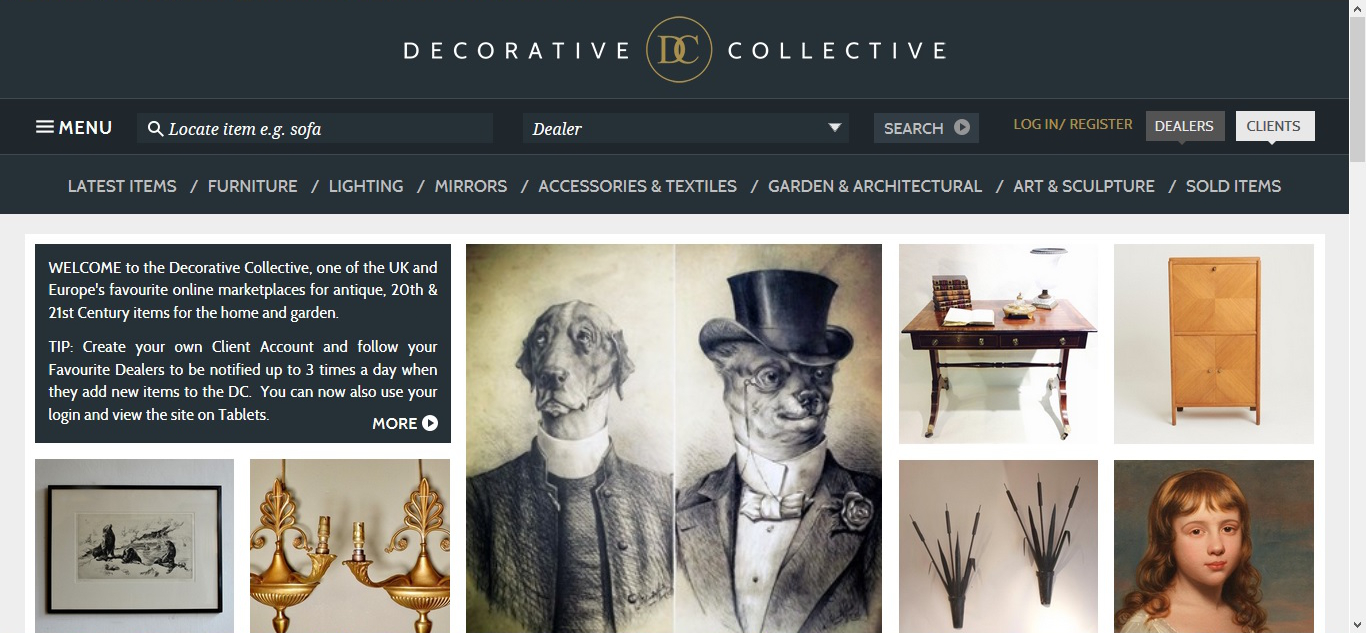 DECORATIVE DC COLLECTIVE
MENU
Locate item e.g. sofa
Dealer
SEARCH
LOG IN/ REGISTER
DEALERS
CLIENTS
LATEST ITEMS / FURNITURE / LIGHTING / MIRRORS / ACCESSORIES & TEXTILES / GARDEN & ARCHITECTURAL / ART & SCULPTURE / SOLD ITEMS
WELCOME to the Decorative Collective, one of the UK and
Europe's favourite online marketplaces for antique, 20th &
21st Century items for the home and garden.
TIP: Create your own Client Account and follow your
Favourite Dealers to be notified up to 3 times a day when
they add new items to the DC. You can now also use your
login and view the site on Tablets.
MORE